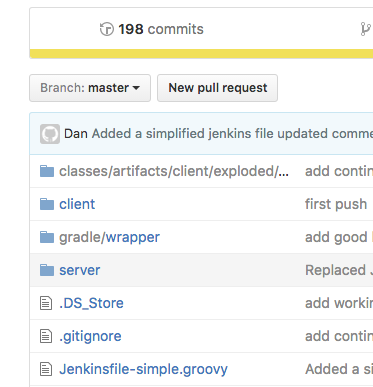 198 commits
Branch: master
New pull request
Dan Added a simplified jenkins file updated comme
classes/artifacts/client/exploded/... add contin
client first push
gradle/wrapper add good
server Replaced
.DS_Store add workin
.gitignore add contin
Jenkinsfile-simple.groovy Added a si